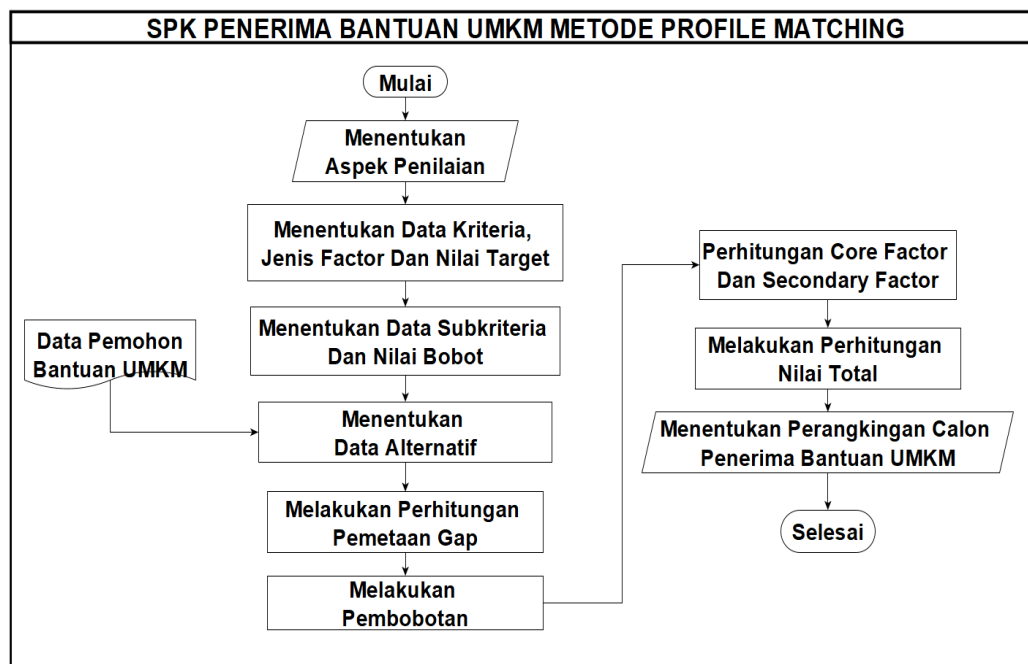 SPK PENERIMA BANTUAN UMKM METODE PROFILE MATCHING
Mulai
Menentukan
Aspek Penilaian
Menentukan Data Kriteria,
Jenis Factor Dan Nilai Target
Menentukan Data Subkriteria
Dan Nilai Bobot
Data Pemohon
Bantuan UMKM
Menentukan
Data Alternatif
Melakukan Perhitungan
Pemetaan Gap
Melakukan
Pembobotan
Perhitungan Core Factor
Dan Secondary Factor
Melakukan Perhitungan
Nilai Total
Menentukan Perangkingan Calon
Penerima Bantuan UMKM
Selesai